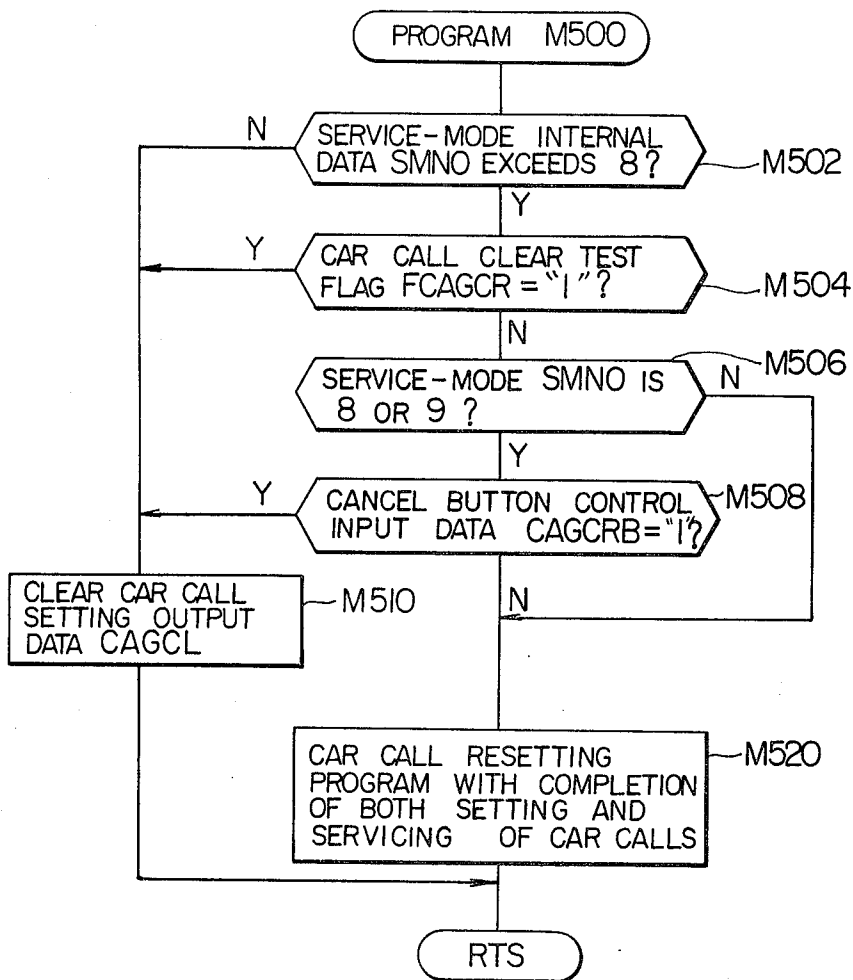 PROGRAM M500
N
SERVICE-MODE INTERNAL
DATA SMNO EXCEEDS 8?
M502
Y
Y
CAR CALL CLEAR TEST
FLAG FCAGCR = "1"?
M504
N
M506
SERVICE-MODE SMNO IS
8 OR 9 ?
N
Y
Y
CANCEL BUTTON CONTROL
INPUT DATA CAGCRB="1"?
M508
CLEAR CAR CALL
SETTING OUTPUT
DATA CAGCL
M510
N
CAR CALL RESETTING
PROGRAM WITH COMPLETION
OF BOTH SETTING AND
SERVICING OF CAR CALLS
M520
RTS